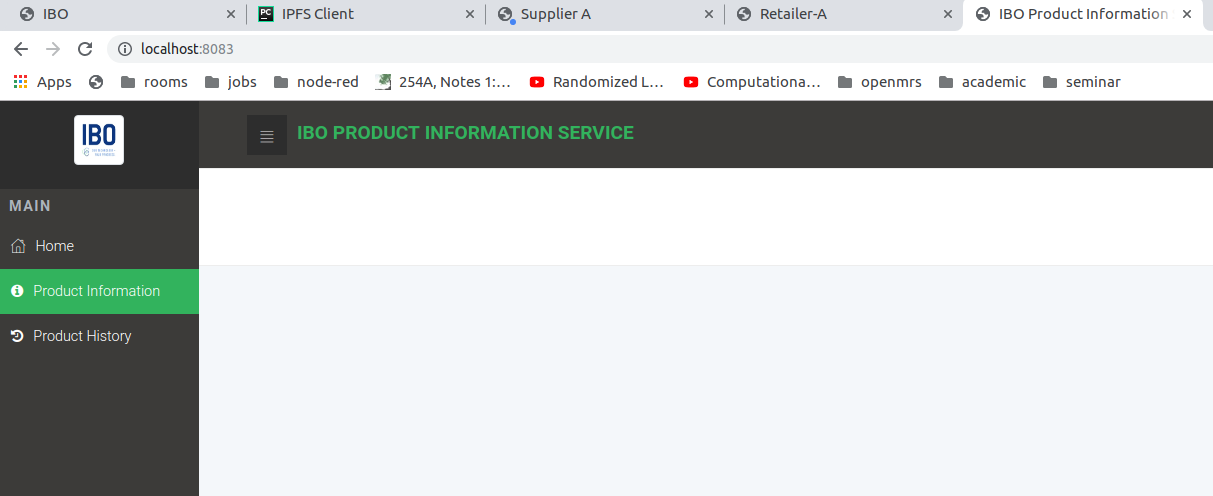 IBO
IPFS Client
Supplier A
Retailer-A
IBO Product Information
localhost:8083
Apps
rooms
jobs
node-red
254A, Notes 1:...
Randomized L...
Computationa...
openmrs
academic
seminar
IBO
IBO PRODUCT INFORMATION SERVICE
MAIN
Home
Product Information
Product History